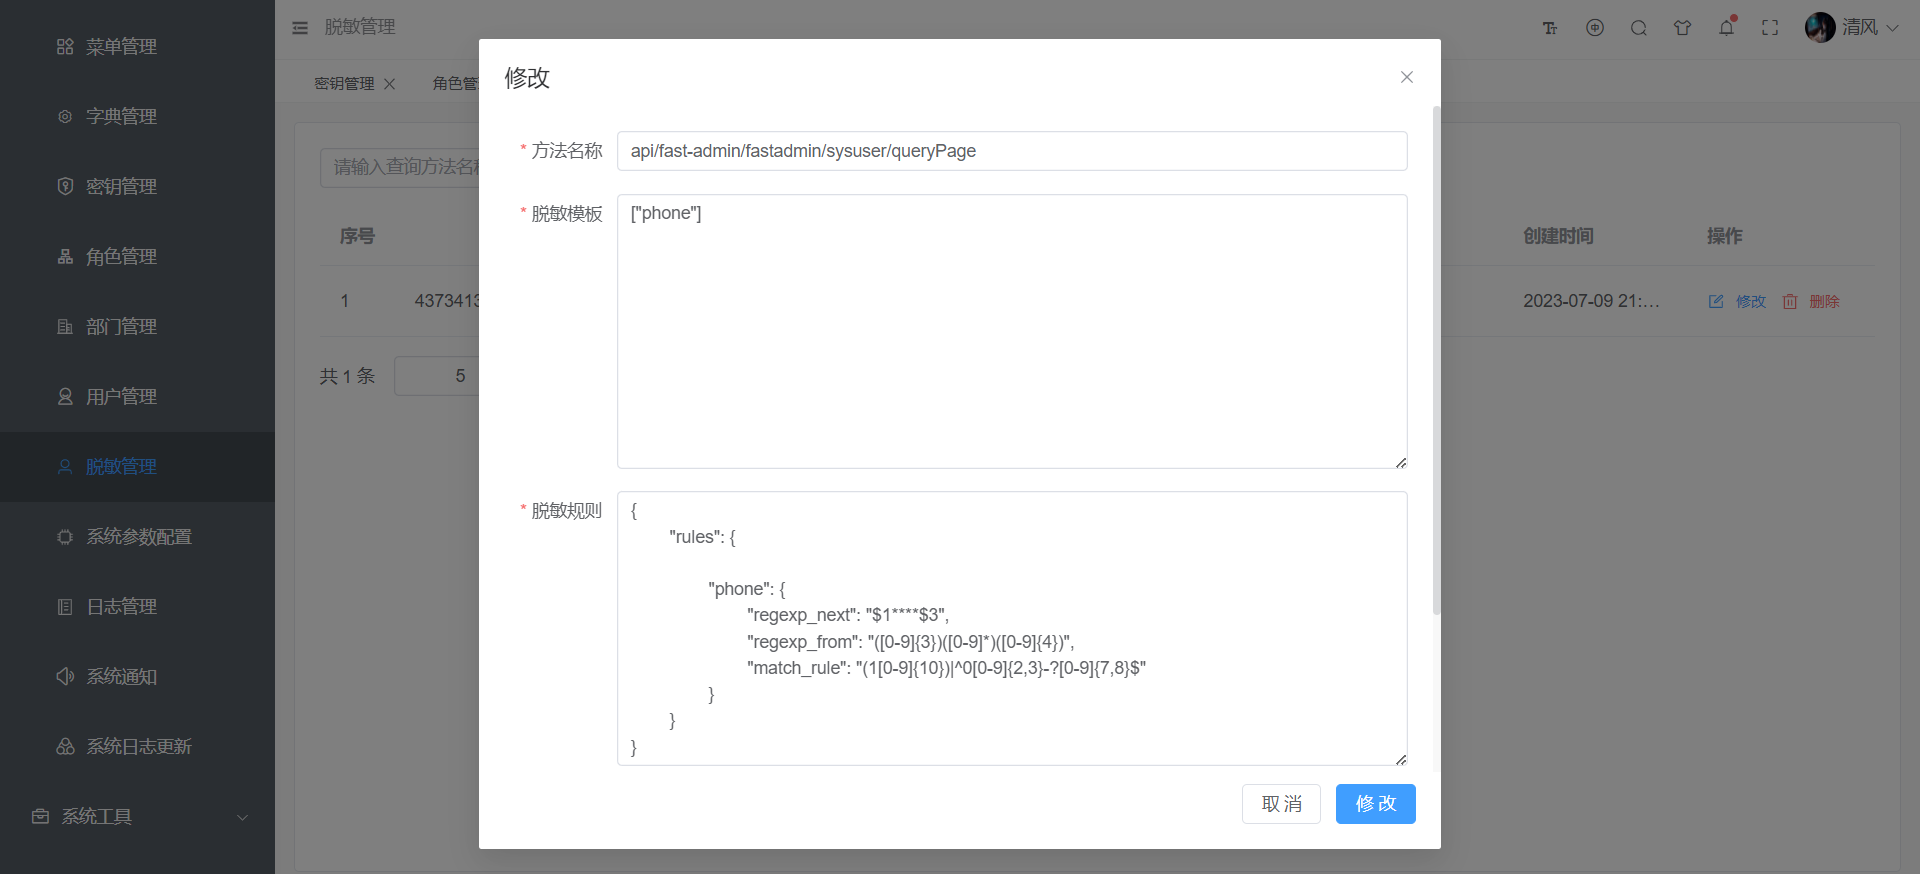 菜单管理
字典管理
密钥管理
角色管理
部门管理
用户管理
脱敏管理
系统参数配置
日志管理
系统通知
系统日志更新
系统工具
脱敏管理
清风
密钥管理
角色管
请输入查询方法名称
序号
创建时间
操作
1
4373413
2023-07-09 21:...
修改
删除
共 1 条
5
修改
* 方法名称
api/fast-admin/fastadmin/sysuser/queryPage
* 脱敏模板
["phone"]
* 脱敏规则
{
"rules": {
"phone": {
"regexp_next": "$1****$3",
"regexp_from": "([0-9]{3})([0-9]*)([0-9]{4})",
"match_rule": "(1[0-9]{10})|^0[0-9]{2,3}-?[0-9]{7,8}$"
}
}
}
取 消
修 改